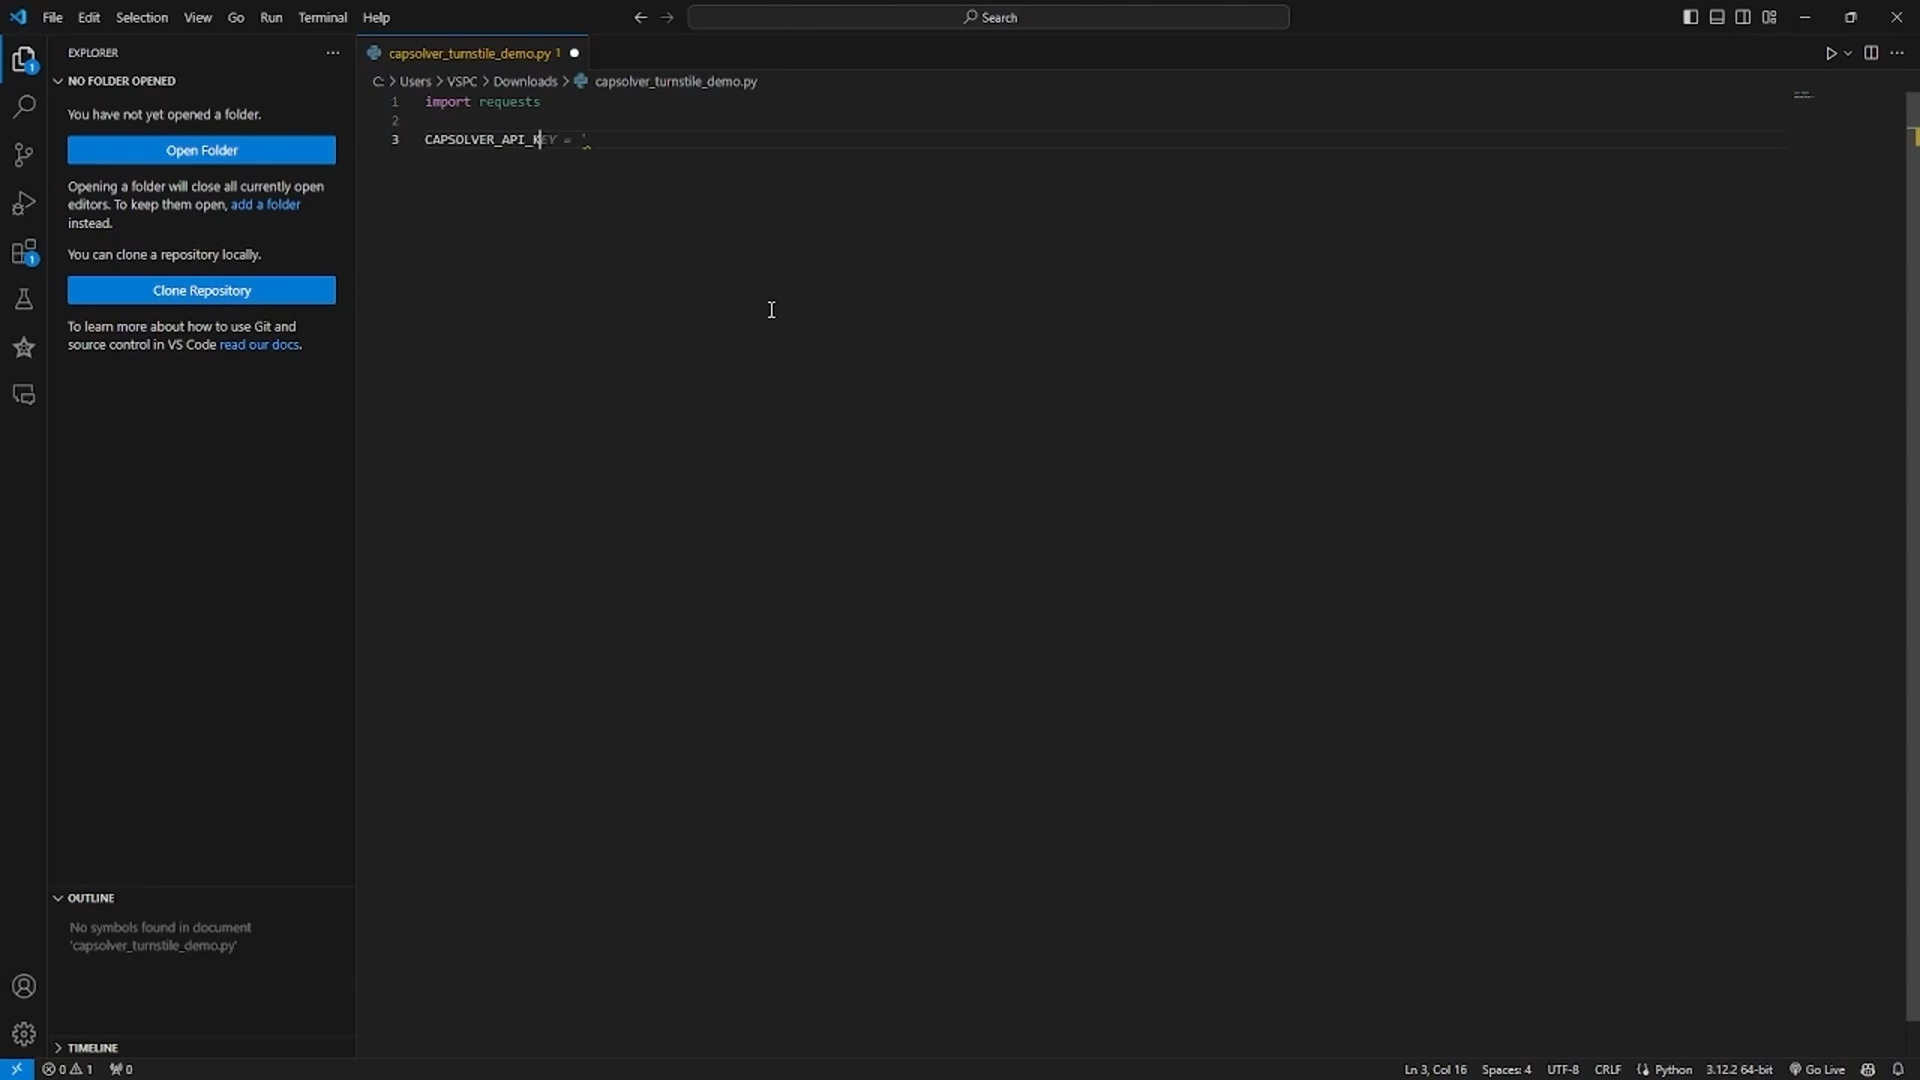 File Edit Selection View Go Run Terminal Help
Search
EXPLORER
NO FOLDER OPENED
You have not yet opened a folder.
Open Folder
Opening a folder will close all currently open
editors. To keep them open, add a folder
instead.
You can clone a repository locally.
Clone Repository
To learn more about how to use Git and
source control in VS Code read our docs.
1
1
capsolver_turnstile_demo.py 1
C: > Users > VSPC > Downloads > capsolver_turnstile_demo.py
1 import requests
2
3 CAPSOLVER_API_KEY = '
OUTLINE
No symbols found in document
'capsolver_turnstile_demo.py'
TIMELINE
0 1 0
Ln 3, Col 16 Spaces: 4 UTF-8 CRLF Python 3.12.2 64-bit Go Live